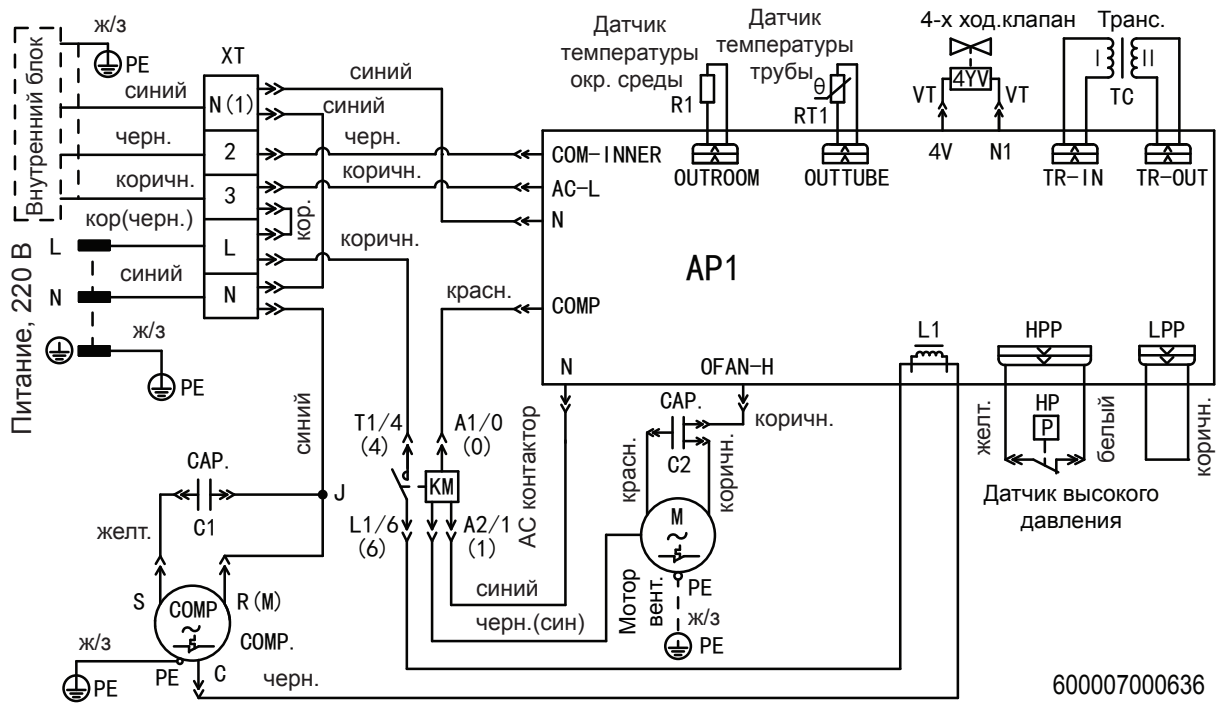 ж/з
PE
Внутренний блок
XT
синий
синий
N(1)
синий
черн.
2
черн.
коричн.
3
коричн.
кор(черн.)
кор.
L
L
коричн.
синий
N
N
ж/з
PE
Питание, 220 В
Датчик
температуры
окр. среды
R1
Датчик
температуры
трубы
θ
RT1
4-х ход.клапан
4YV
VT
VT
Транс.
I
II
TC
COM-INNER
OUTROOM
OUTTUBE
4V
N1
TR-IN
TR-OUT
AC-L
N
AP1
красн.
COMP
L1
HPP
LPP
N
OFAN-H
синий
T1/4
(4)
A1/0
(0)
АС контактор
CAP.
C2
коричн.
красн.
коричн.
желт.
HP
P
белый
коричн.
Датчик высокого
давления
CAP.
C1
J
KM
желт.
L1/6
(6)
A2/1
(1)
M
~
PE
синий
черн.(син)
Мотор
вент.
ж/з
PE
S
COMP
~
R(M)
COMP.
ж/з
PE
PE
C
черн.
600007000636